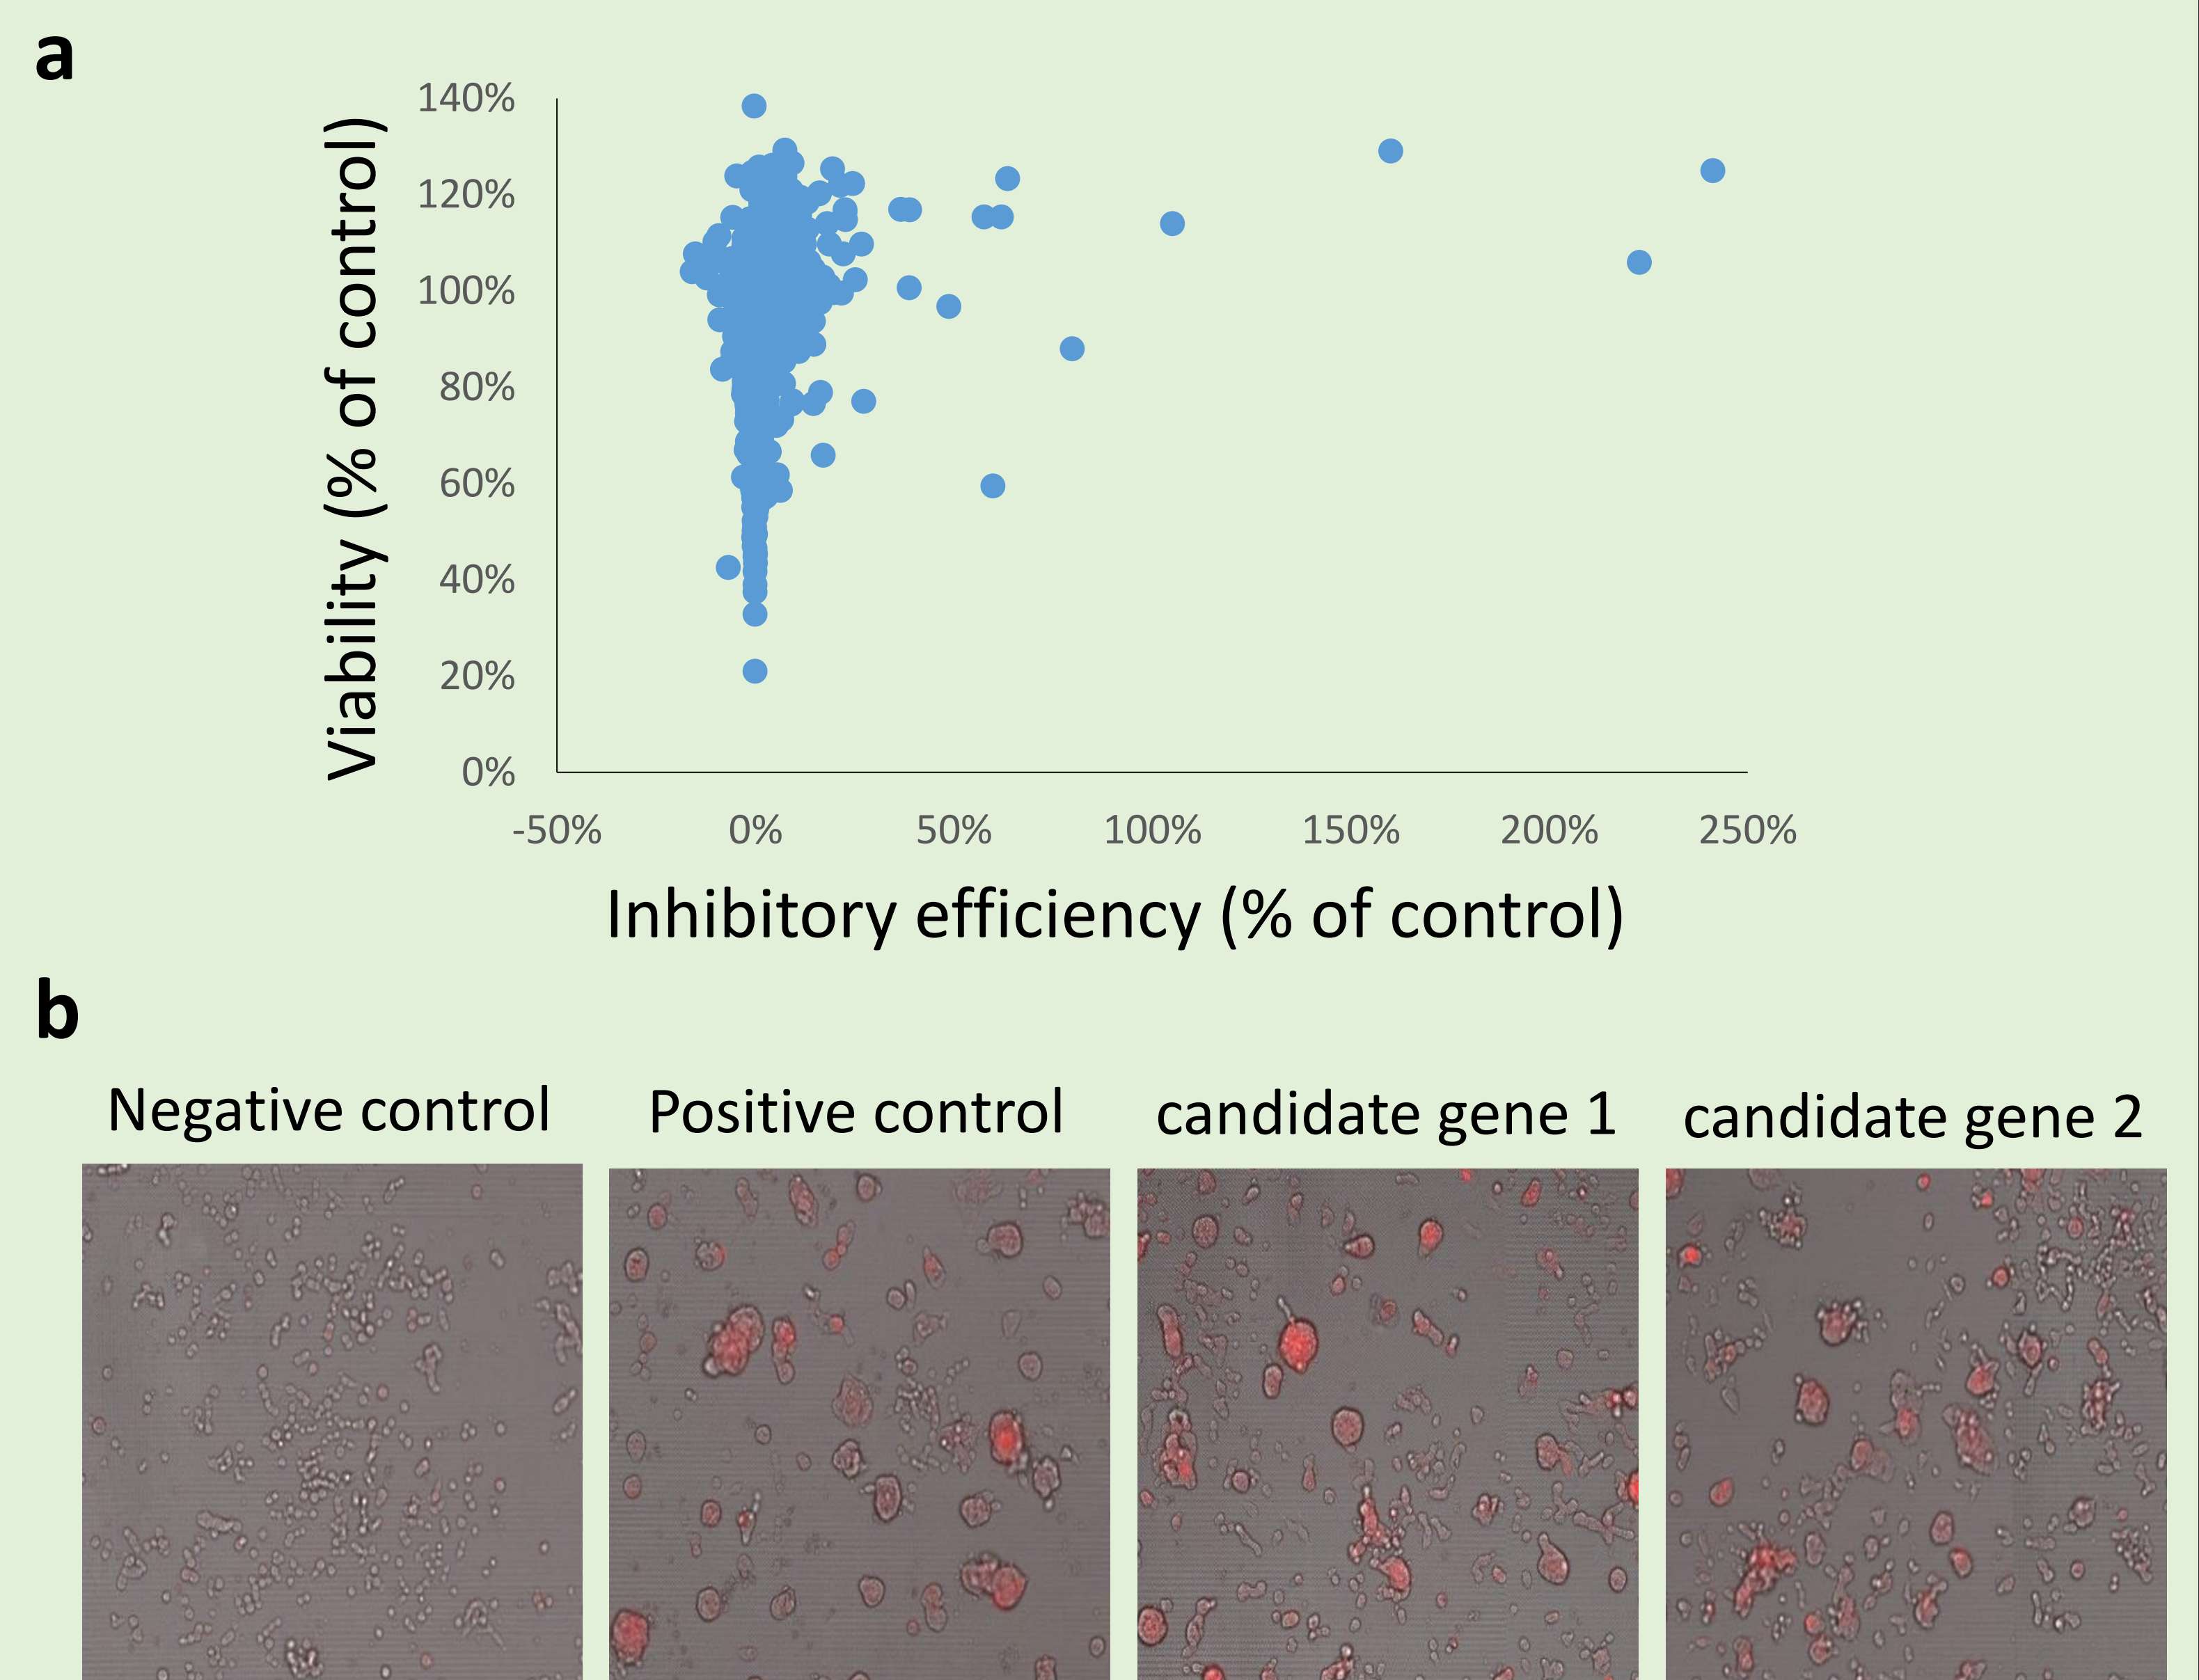 a
140%
120%
100%
80%
60%
40%
20%
0%
Viability (% of control)
-50% 0% 50% 100% 150% 200% 250%
Inhibitory efficiency (% of control)
b
Negative control Positive control candidate gene 1 candidate gene 2